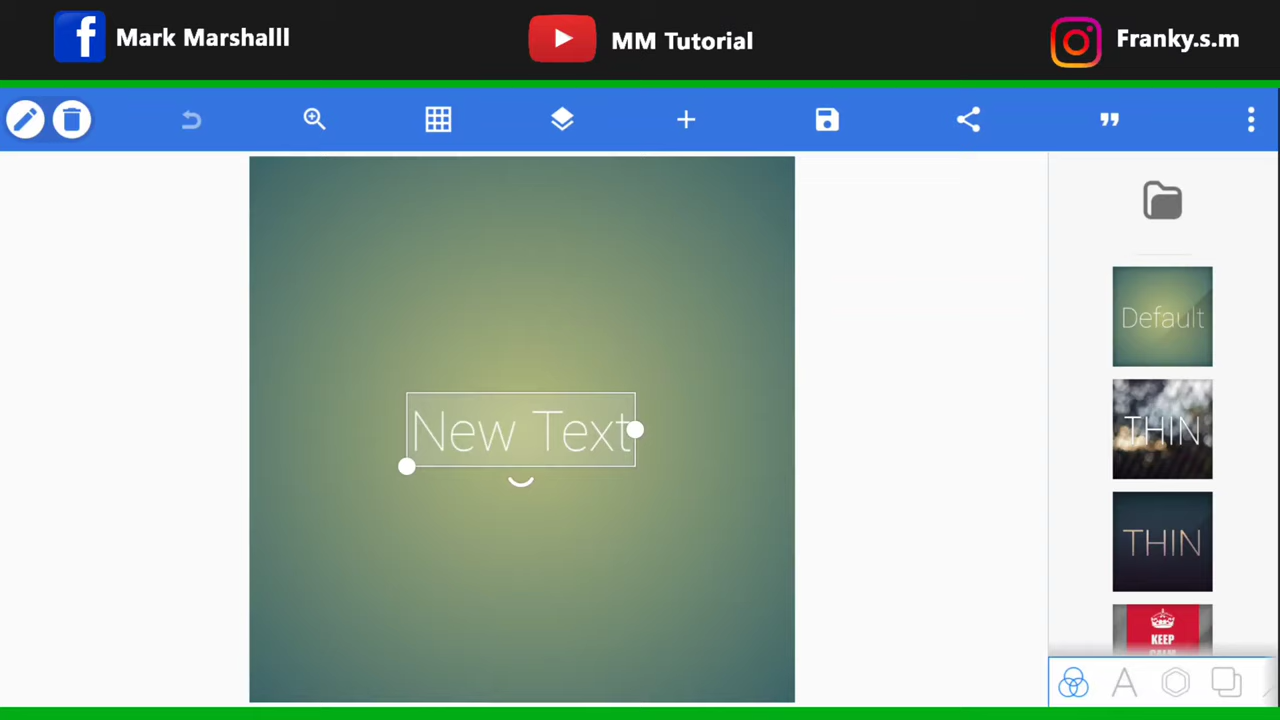 Mark Marshalll
MM Tutorial
Franky.s.m
New Text
Default
THIN
THIN
KEEP